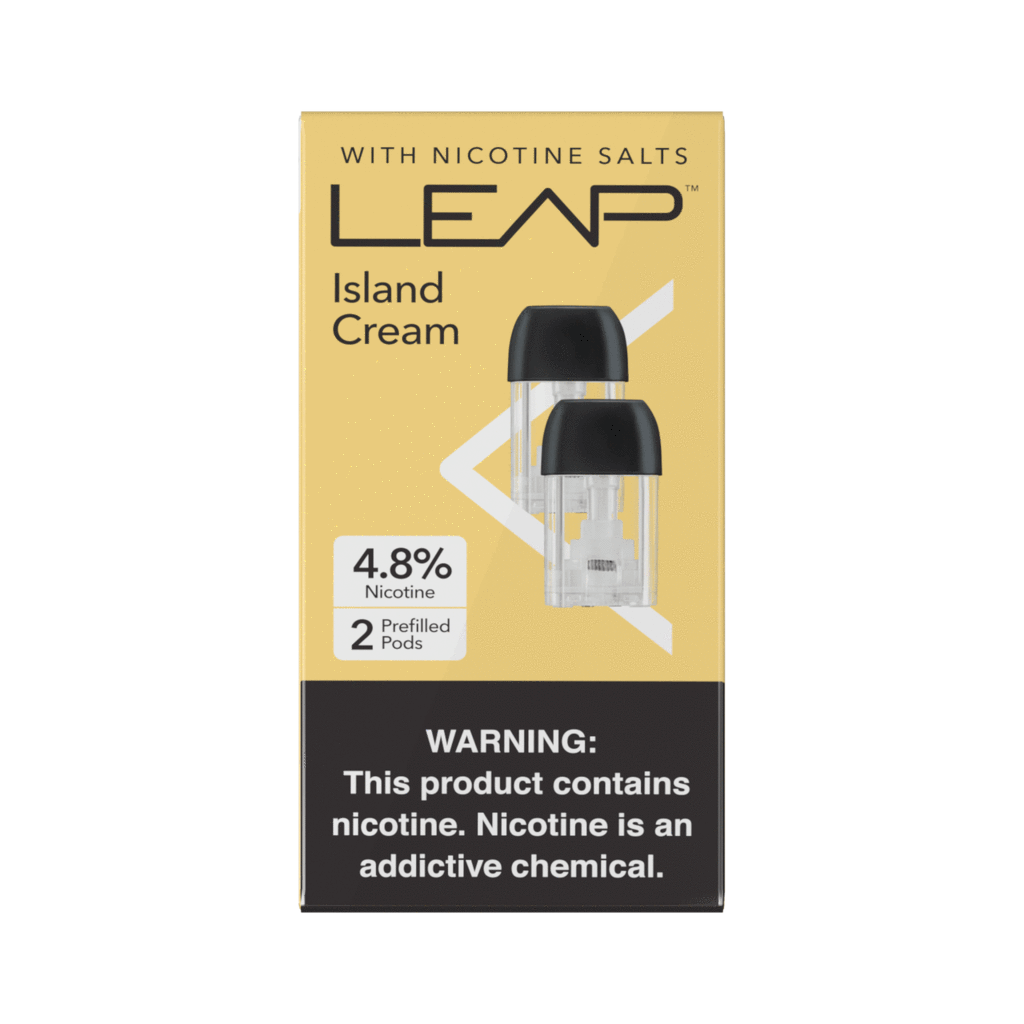 WITH NICOTINE SALTS
LEAP™
Island
Cream
4.8%
Nicotine
2 Prefilled
Pods
WARNING:
This product contains
nicotine. Nicotine is an
addictive chemical.